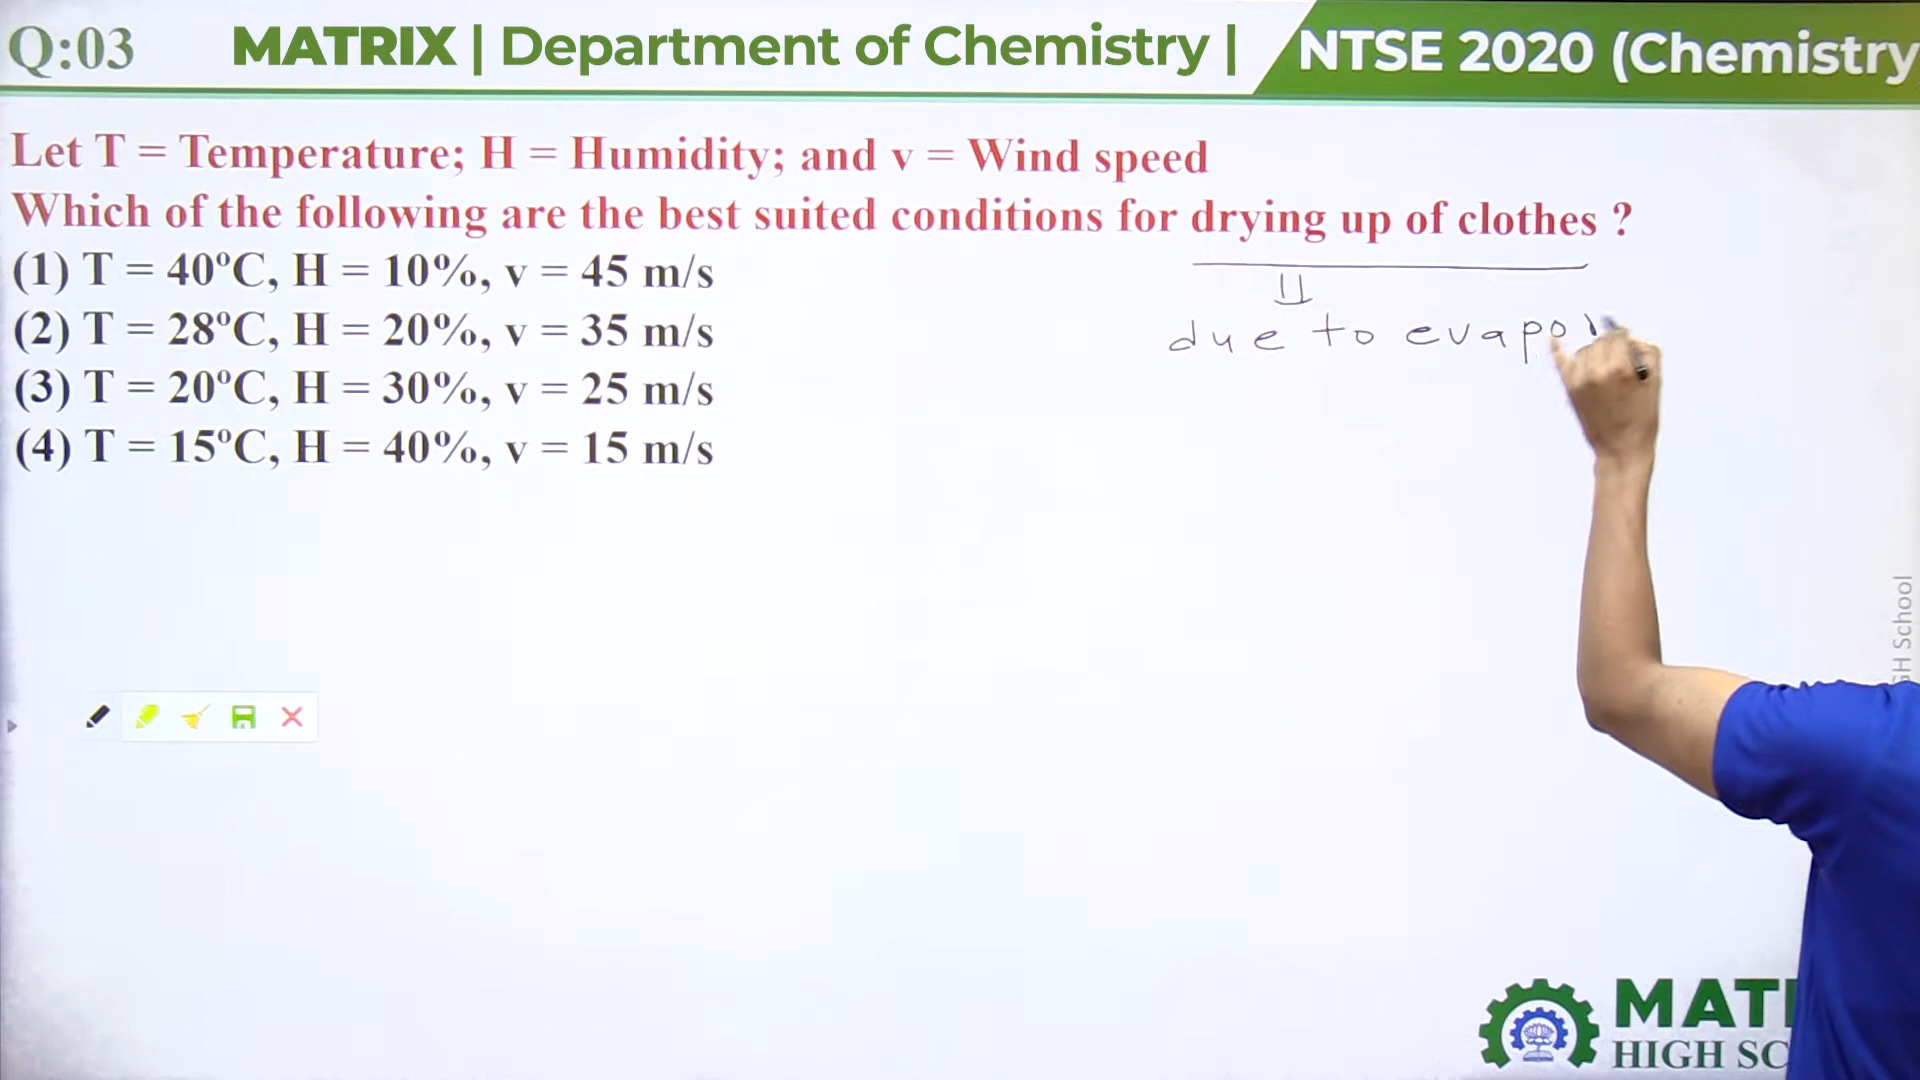 Q:03
MATRIX | Department of Chemistry |
NTSE 2020 (Chemistry
Let T = Temperature; H = Humidity; and v = Wind speed
Which of the following are the best suited conditions for drying up of clothes ?
(1) T = 40°C, H = 10%, v = 45 m/s
(2) T = 28°C, H = 20%, v = 35 m/s
(3) T = 20°C, H = 30%, v = 25 m/s
(4) T = 15°C, H = 40%, v = 15 m/s
due to evapo
GH School
MAT
HIGH SC